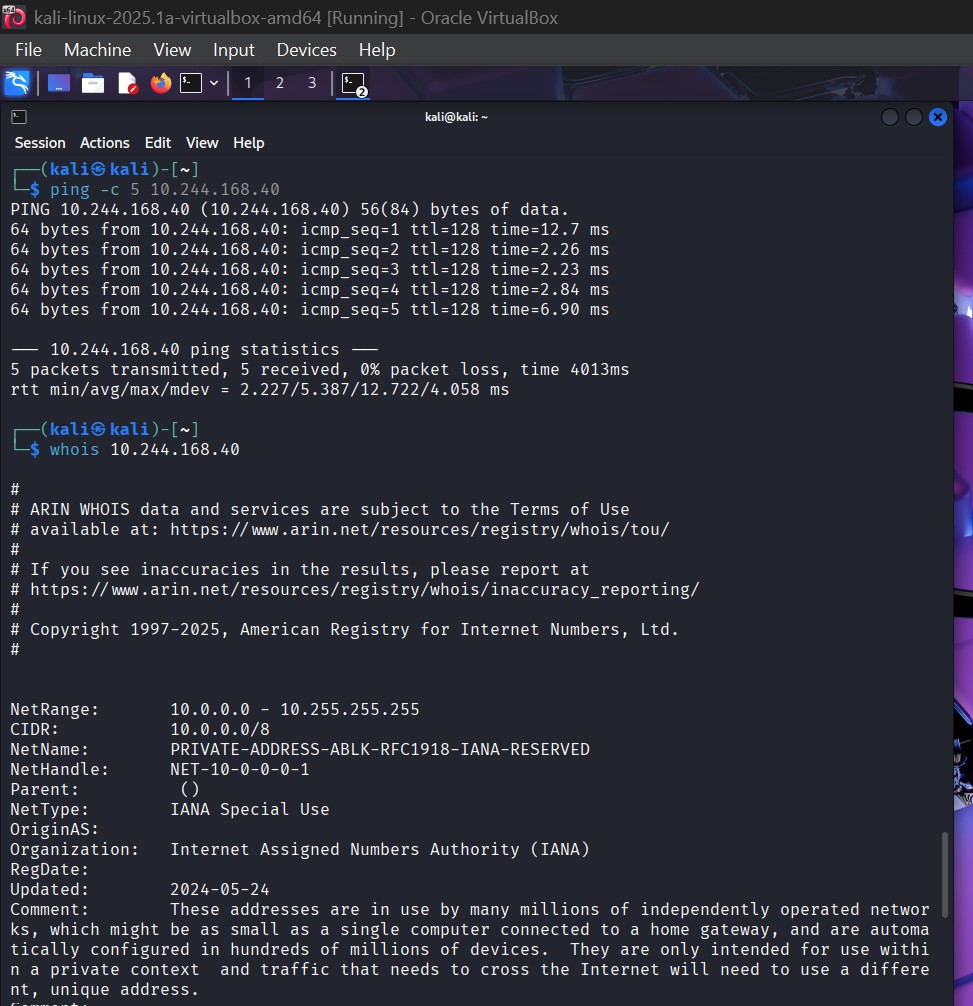 kali-linux-2025.1a-virtualbox-amd64 [Running] - Oracle VirtualBox
File Machine View Input Devices Help
1 2 3 2
kali@kali: ~
Session Actions Edit View Help
┌──(kali㉿kali)-[~]
└─$ ping -c 5 10.244.168.40
PING 10.244.168.40 (10.244.168.40) 56(84) bytes of data.
64 bytes from 10.244.168.40: icmp_seq=1 ttl=128 time=12.7 ms
64 bytes from 10.244.168.40: icmp_seq=2 ttl=128 time=2.26 ms
64 bytes from 10.244.168.40: icmp_seq=3 ttl=128 time=2.23 ms
64 bytes from 10.244.168.40: icmp_seq=4 ttl=128 time=2.84 ms
64 bytes from 10.244.168.40: icmp_seq=5 ttl=128 time=6.90 ms
--- 10.244.168.40 ping statistics ---
5 packets transmitted, 5 received, 0% packet loss, time 4013ms
rtt min/avg/max/mdev = 2.227/5.387/12.722/4.058 ms
┌──(kali㉿kali)-[~]
└─$ whois 10.244.168.40
#
# ARIN WHOIS data and services are subject to the Terms of Use
# available at: https://www.arin.net/resources/registry/whois/tou/
#
# If you see inaccuracies in the results, please report at
# https://www.arin.net/resources/registry/whois/inaccuracy_reporting/
#
# Copyright 1997-2025, American Registry for Internet Numbers, Ltd.
#
NetRange: 10.0.0.0 - 10.255.255.255
CIDR: 10.0.0.0/8
NetName: PRIVATE-ADDRESS-ABLK-RFC1918-IANA-RESERVED
NetHandle: NET-10-0-0-0-1
Parent: ()
NetType: IANA Special Use
OriginAS:
Organization: Internet Assigned Numbers Authority (IANA)
RegDate:
Updated: 2024-05-24
Comment: These addresses are in use by many millions of independently operated networ
ks, which might be as small as a single computer connected to a home gateway, and are automa
tically configured in hundreds of millions of devices. They are only intended for use withi
n a private context and traffic that needs to cross the Internet will need to use a differe
nt, unique address.